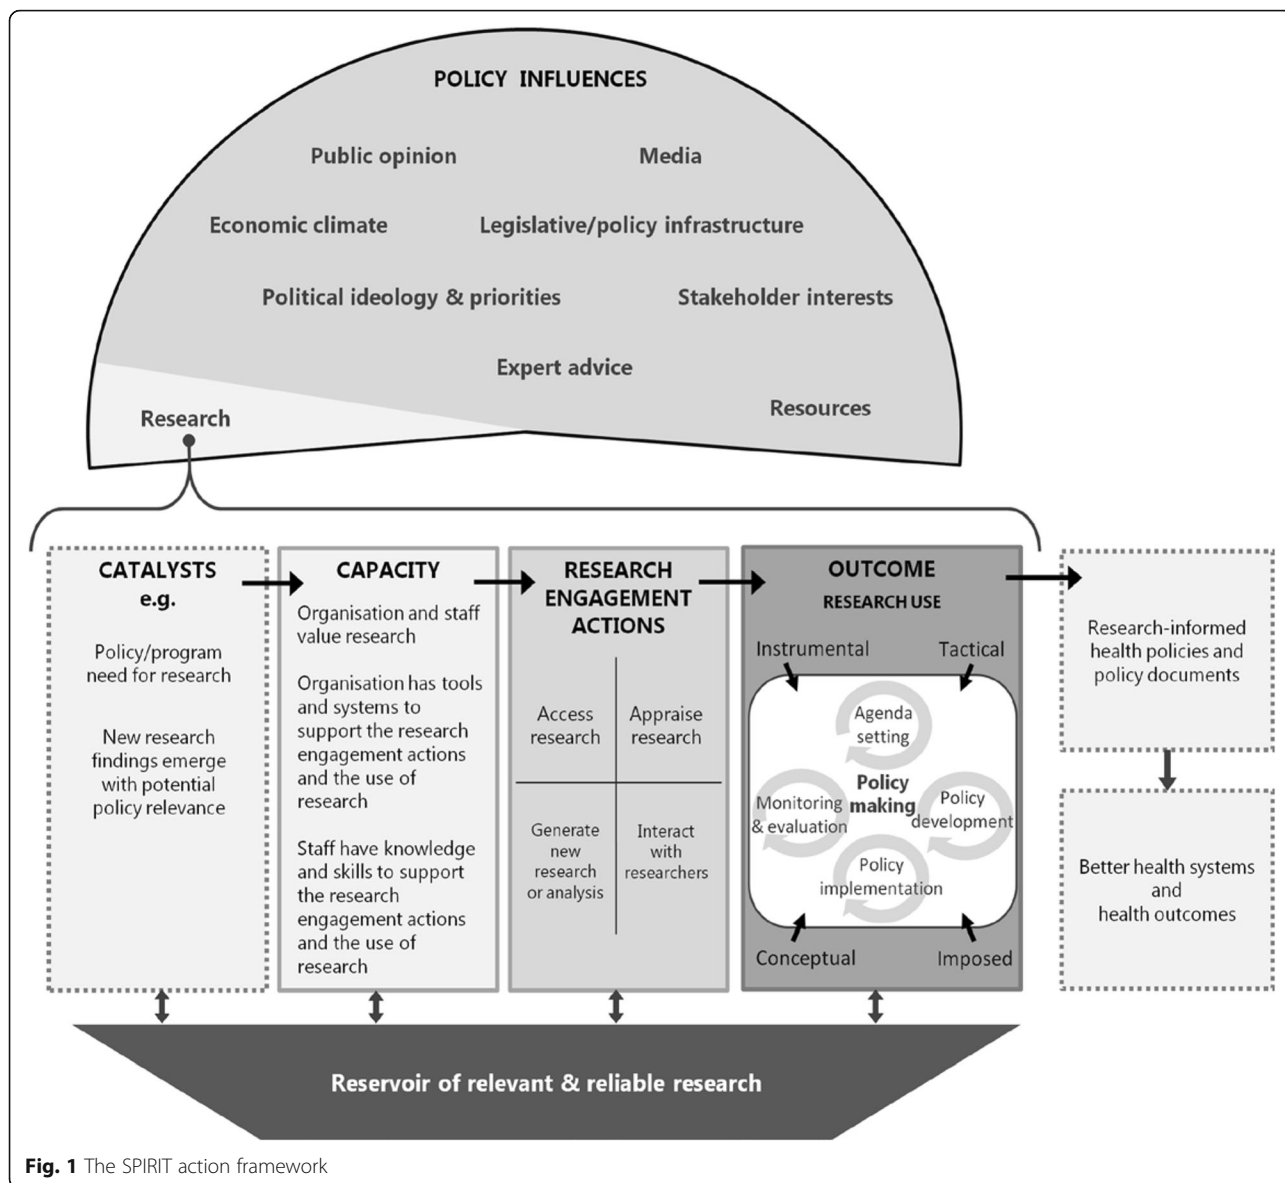 POLICY INFLUENCES
Public opinion
Media
Economic climate
Legislative/policy infrastructure
Political ideology & priorities
Stakeholder interests
Expert advice
Resources
Research
CATALYSTS
e.g.
Policy/program
need for research
New research
findings emerge
with potential
policy relevance
CAPACITY
Organisation and staff
value research
Organisation has tools
and systems to
support the research
engagement actions
and the use of
research
Staff have knowledge
and skills to support
the research
engagement actions
and the use of
research
RESEARCH
ENGAGEMENT
ACTIONS
Access
research
Appraise
research
Generate
new
research
or analysis
Interact
with
researchers
OUTCOME
RESEARCH USE
Instrumental
Tactical
Agenda
setting
Policy
making
Monitoring
& evaluation
Policy
development
Policy
implementation
Conceptual
Imposed
Research-informed
health policies and
policy documents
Better health systems
and
health outcomes
Reservoir of relevant & reliable research
Fig. 1 The SPIRIT action framework